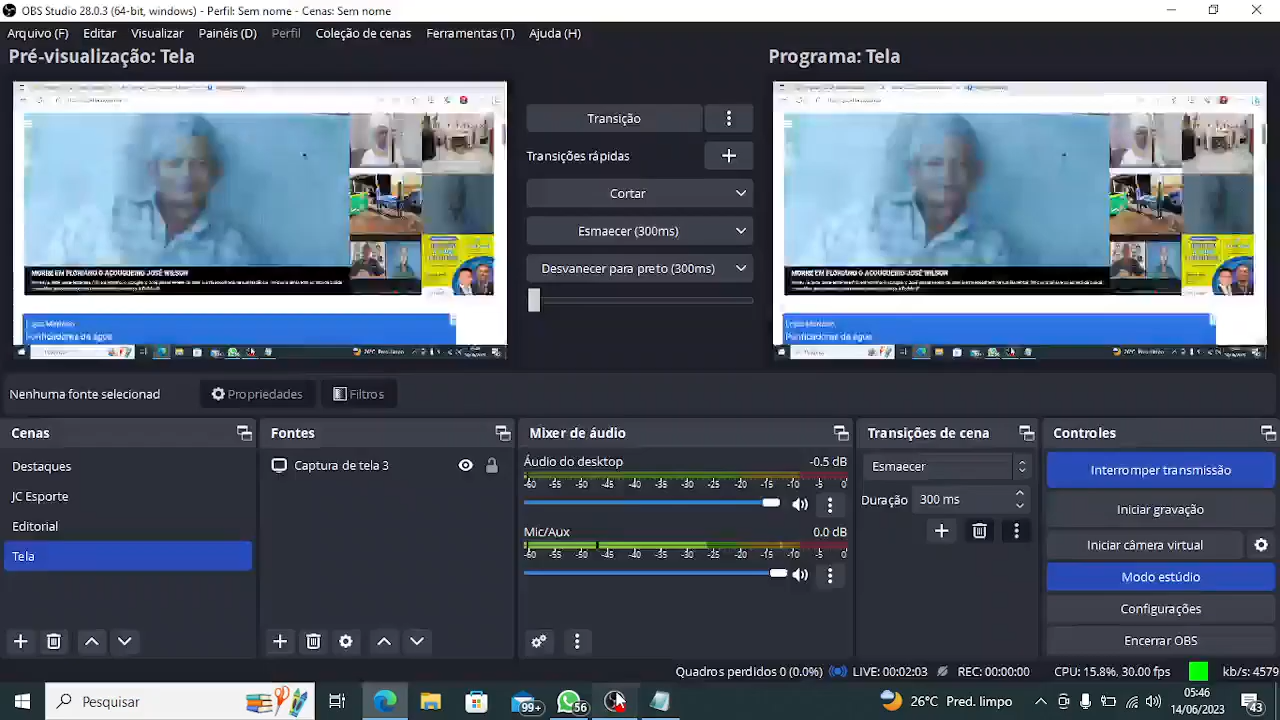 OBS Studio 28.0.3 (64-bit, windows) - Perfil: Sem nome - Cenas: Sem nome
Arquivo (F) Editar Visualizar Painéis (D) Perfil Coleção de cenas Ferramentas (T) Ajuda (H)
Pré-visualização: Tela
Programa: Tela
MORRE EM FLORIANO O AÇOUGUEIRO JOSÉ WILSON
Purificadores de água
MORRE EM FLORIANO O AÇOUGUEIRO JOSÉ WILSON
Purificadores de água
Transição
Transições rápidas
Cortar
Esmaecer (300ms)
Desvanecer para preto (300ms)
Nenhuma fonte selecionad Propriedades Filtros
Cenas
Destaques
JC Esporte
Editorial
Tela
Fontes
Captura de tela 3
Mixer de áudio
Áudio do desktop -0.5 dB
-60 -55 -50 -45 -40 -35 -30 -25 -20 -15 -10 -5 0
Mic/Aux 0.0 dB
-60 -55 -50 -45 -40 -35 -30 -25 -20 -15 -10 -5 0
Transições de cena
Esmaecer
Duração 300 ms
Controles
Interromper transmissão
Iniciar gravação
Iniciar câmera virtual
Modo estúdio
Configurações
Encerrar OBS
Quadros perdidos 0 (0.0%) LIVE: 00:02:03 REC: 00:00:00 CPU: 15.8%, 30.00 fps kb/s: 4579
Pesquisar 99+ 56 26°C Pred. limpo 05:46
14/06/2023 43